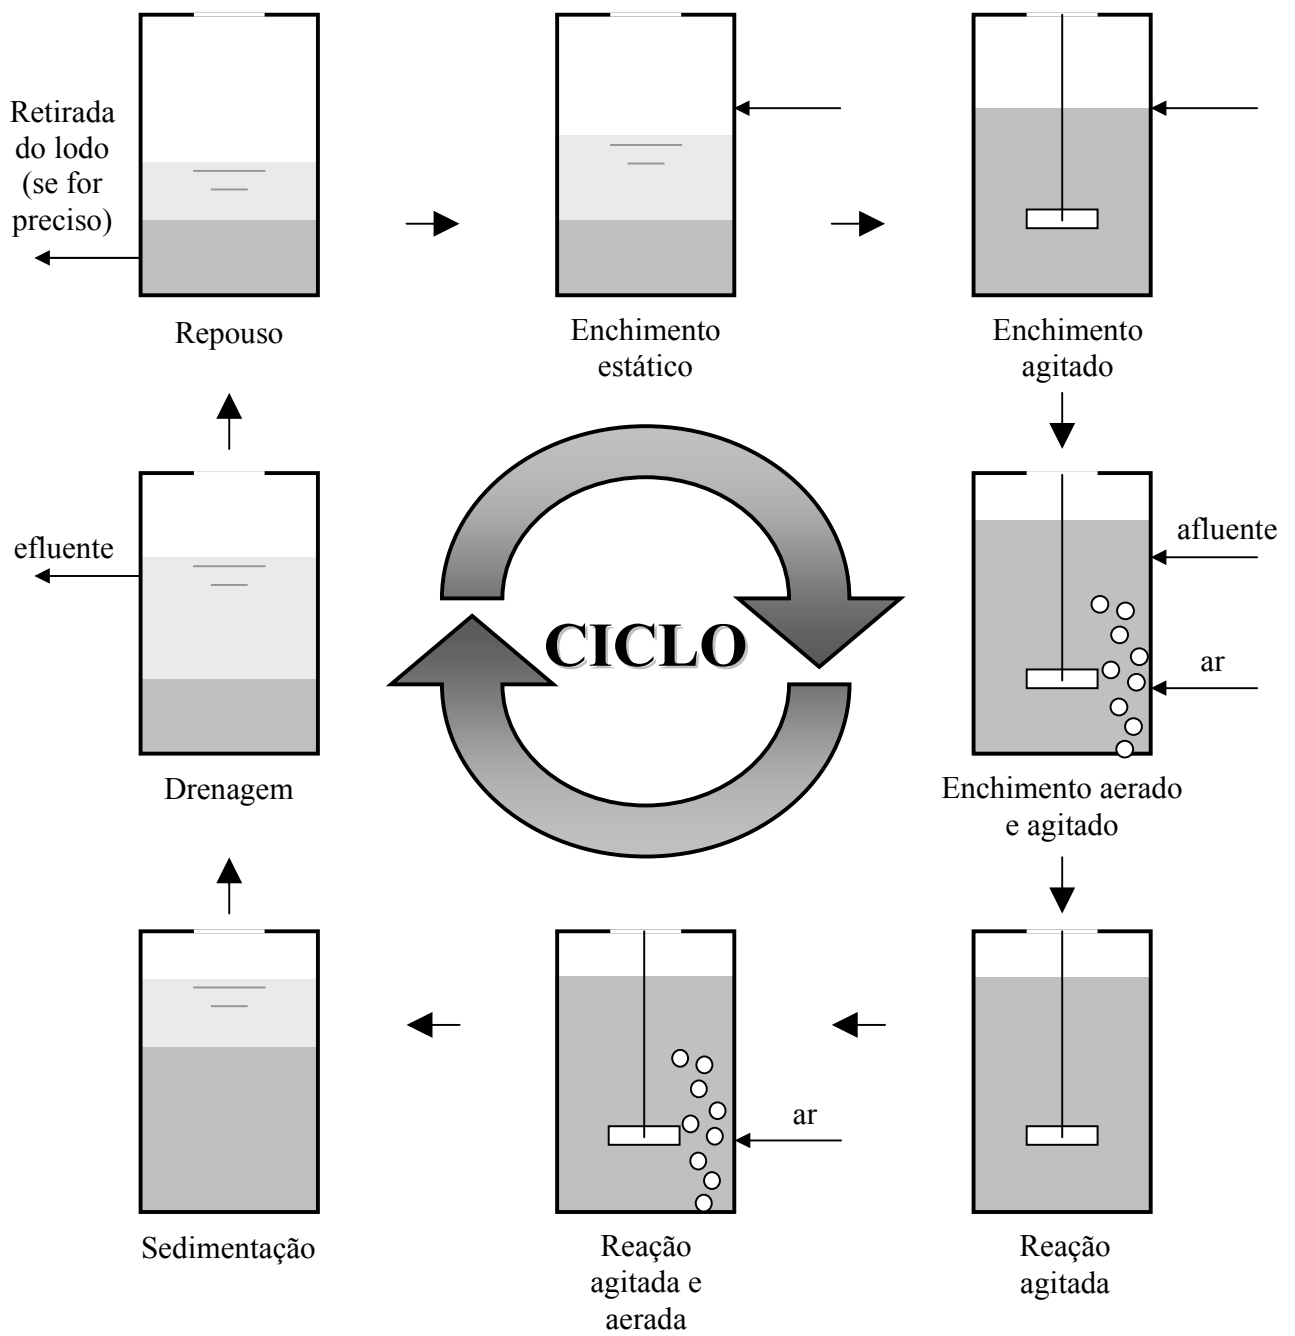 Retirada
do lodo
(se for
preciso)
Repouso
Enchimento
estático
Enchimento
agitado
efluente
afluente
CICLO
ar
Drenagem
Enchimento aerado
e agitado
ar
Sedimentação
Reação
agitada e
aerada
Reação
agitada